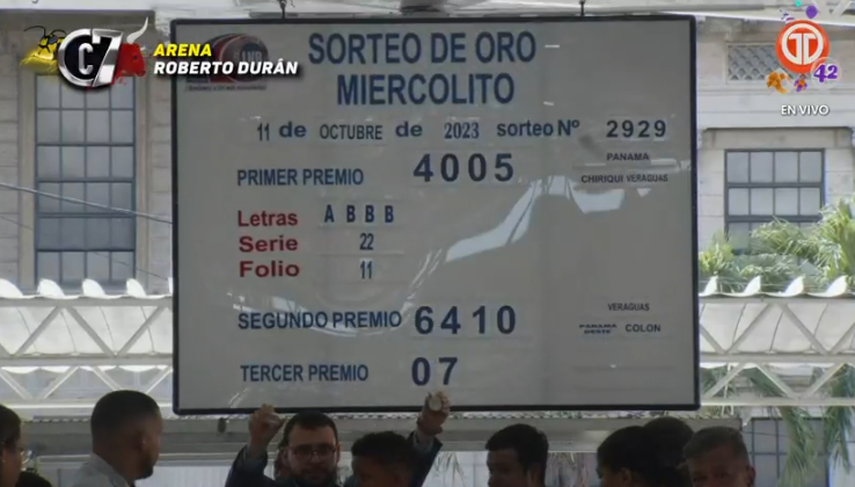 C7
ARENA
ROBERTO DURÁN
42
EN VIVO
SORTEO DE ORO
MIERCOLITO
11 de OCTUBRE de 2023 sorteo Nº 2929
PRIMER PREMIO 4005
PANAMA
CHIRIQUI VERAGUAS
Letras A B B B
Serie 22
Folio 11
SEGUNDO PREMIO 6410
VERAGUAS
PANAMA OESTE COLON
TERCER PREMIO 07